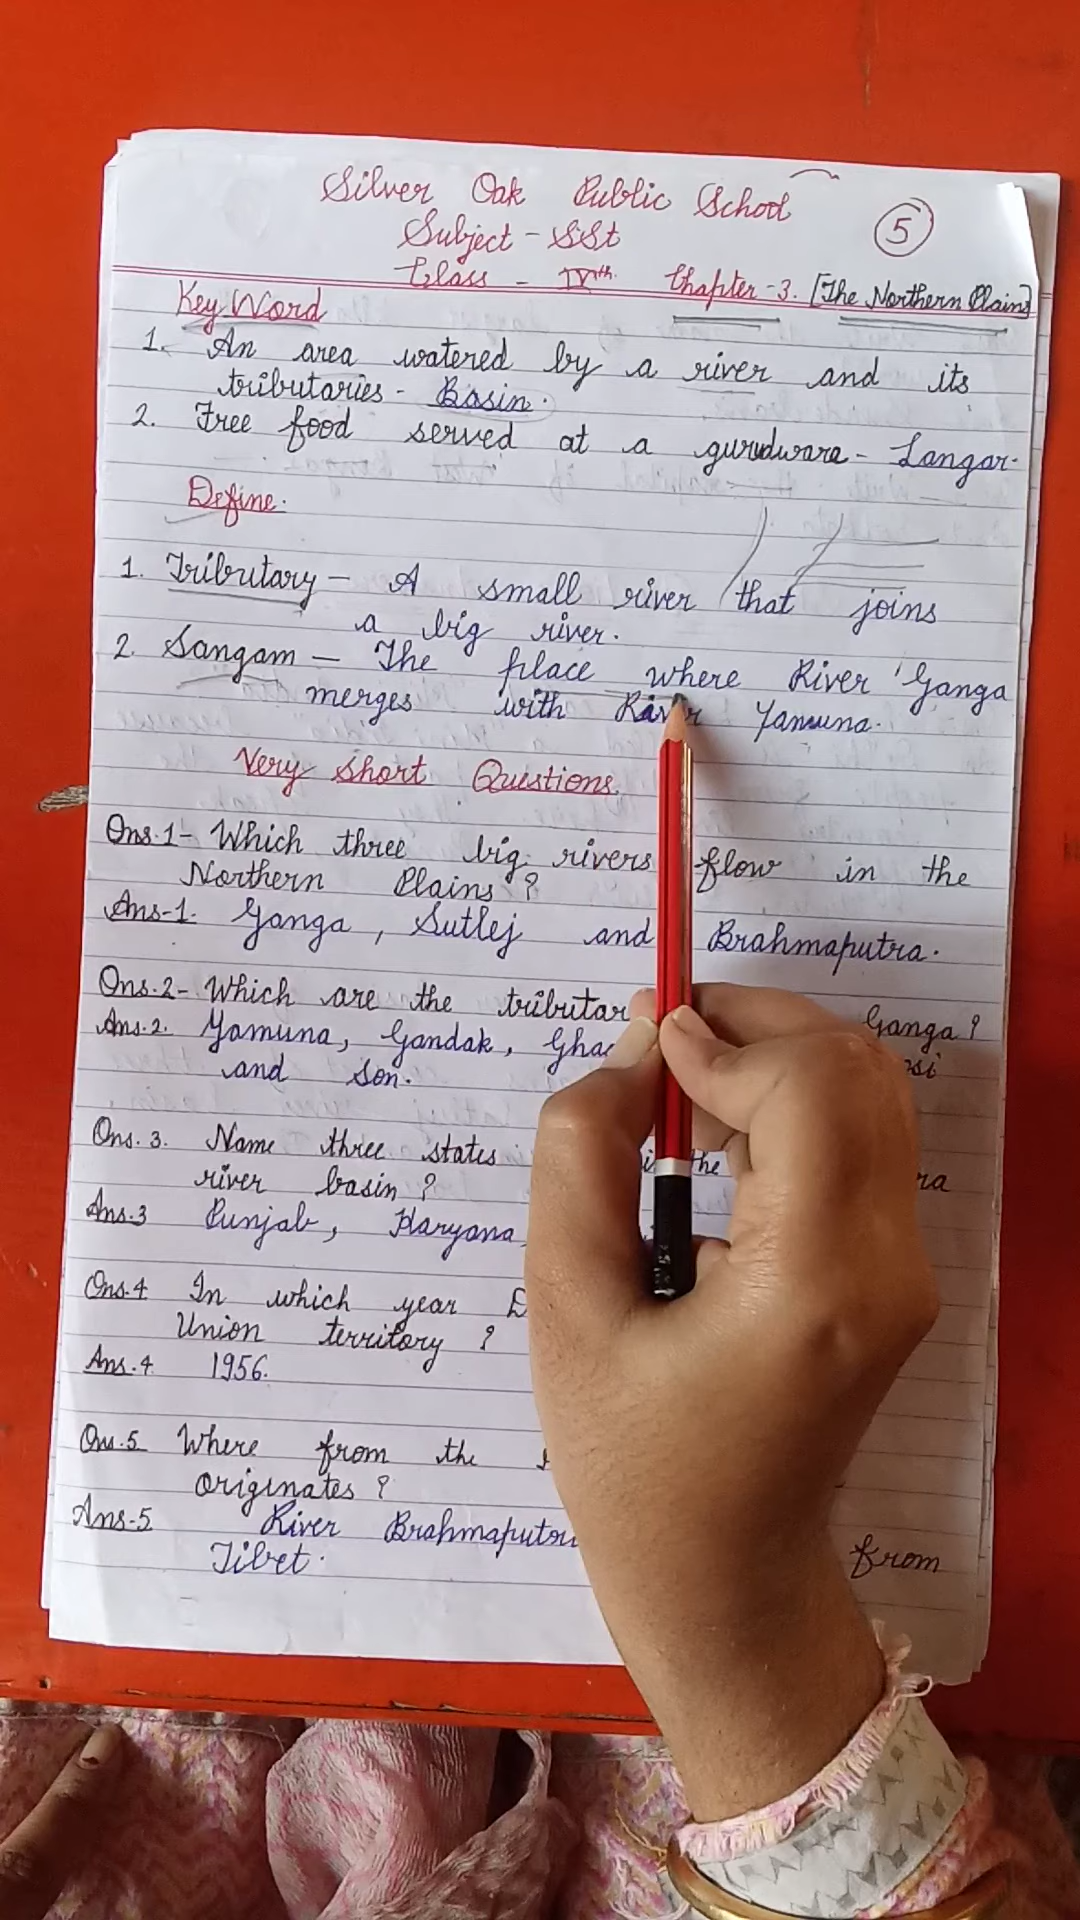 Silver Oak Public School
5
Subject - SSt
Class - IVth. Chapter - 3. [The Northern Plain]
Key Word
1. An area watered by a river and its
tributaries - Basin.
2. Free food served at a gurudwara - Langar.
Define.
1. Tributary - A small river that joins
a big river.
2. Sangam - The place where River Ganga
merges with River Yamuna.
Very Short Questions
Qns.1- Which three big rivers flow in the
Northern Plains ?
Ans-1. Ganga, Sutlej and Brahmaputra.
Qns.2- Which are the Ganga ?
Ans.2. Yamuna, Gandak,
and Son.
Qns.3. Name three states the
river basin ?
Ans.3 Punjab, Haryana,
Qns.4 In which year
Union territory ?
Ans.4 1956.
Qns.5 Where from the
originates ?
Ans-5 River from
Tibet.